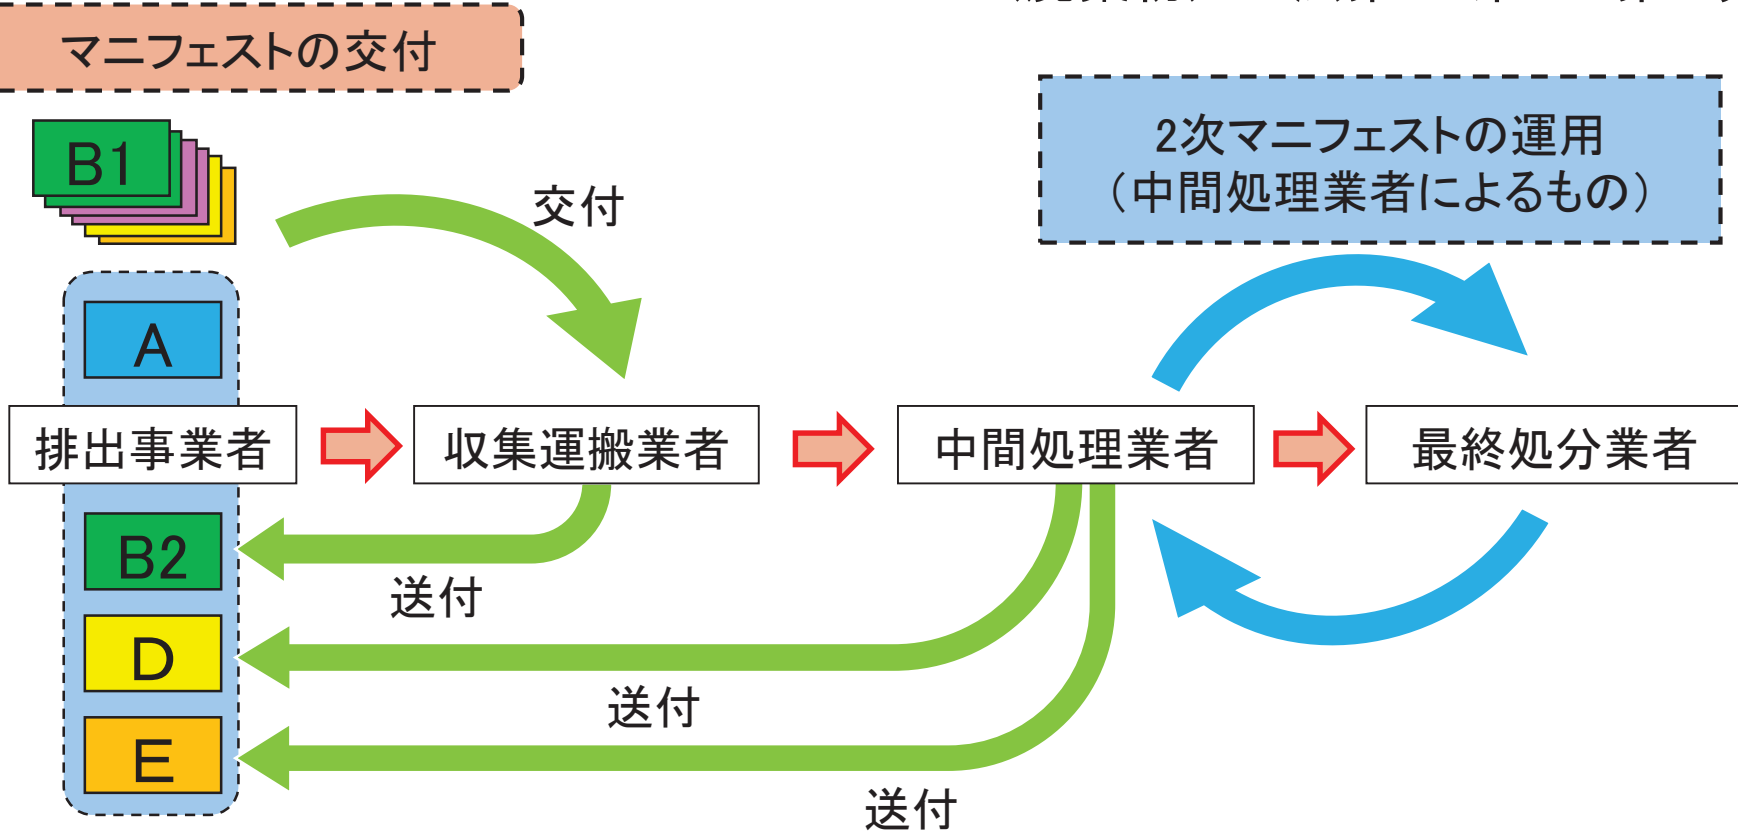 マニフェストの交付
B1
交付
2次マニフェストの運用
（中間処理業者によるもの）
A
排出事業者
収集運搬業者
中間処理業者
最終処分業者
B2
送付
D
送付
E
送付